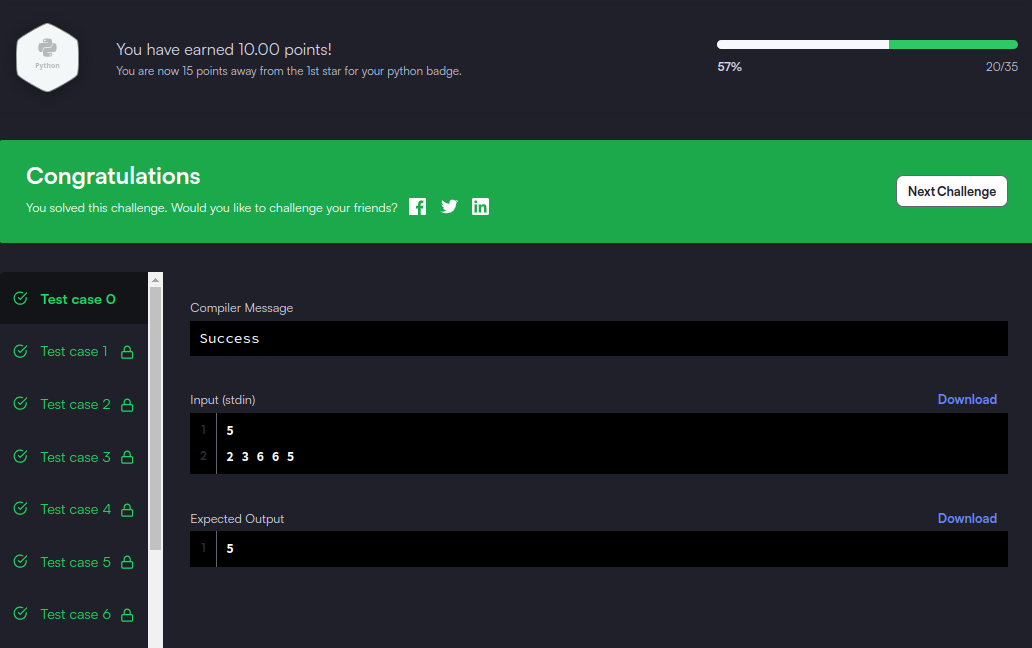 Python
You have earned 10.00 points!
You are now 15 points away from the 1st star for your python badge.
57%
20/35
Congratulations
You solved this challenge. Would you like to challenge your friends?
Next Challenge
Test case 0
Test case 1
Test case 2
Test case 3
Test case 4
Test case 5
Test case 6
Compiler Message
Success
Input (stdin)
Download
1 5
2 2 3 6 6 5
Expected Output
Download
1 5